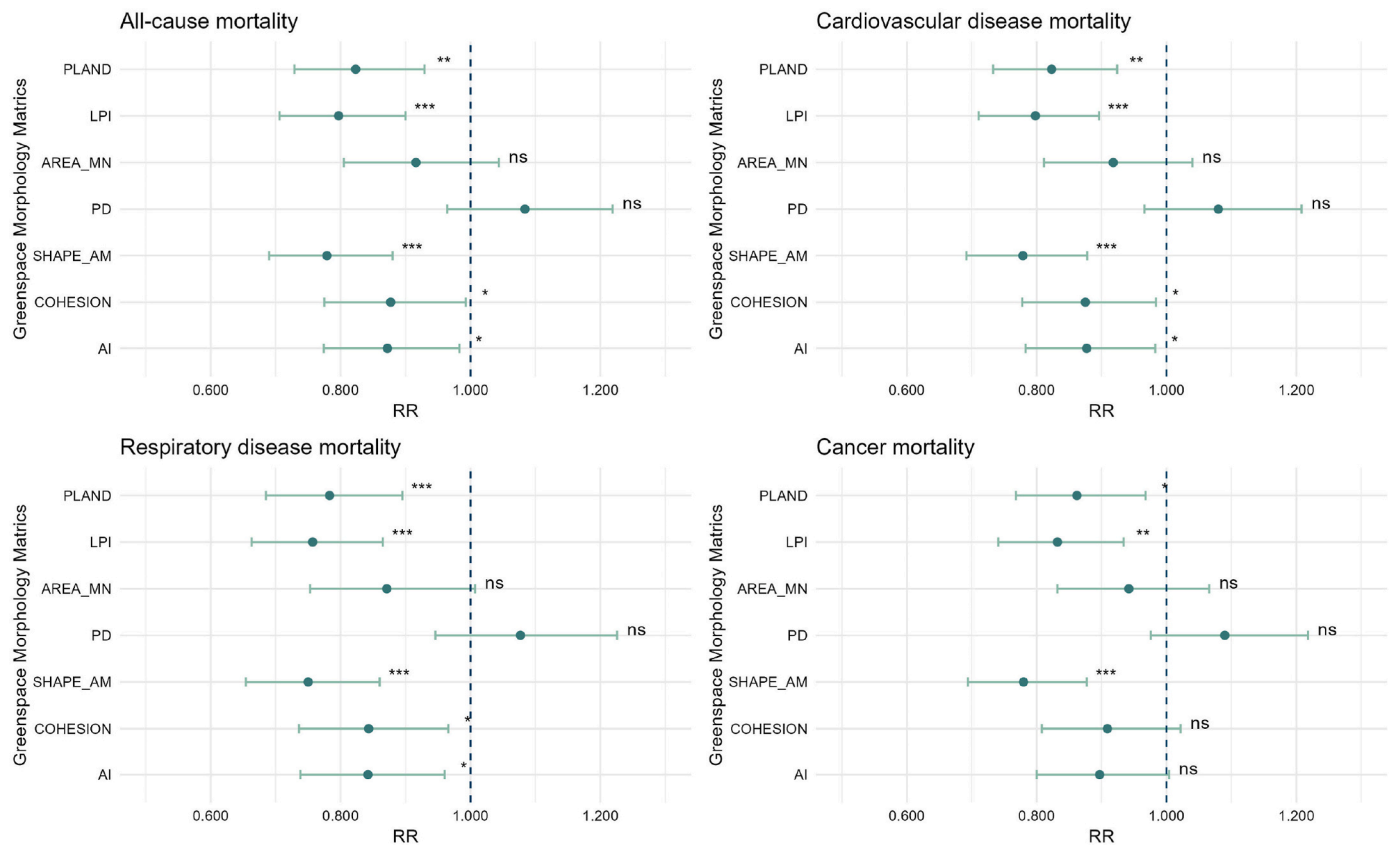 All-cause mortality
Greenspace Morphology Matrics
PLAND
**
LPI
***
AREA_MN
ns
PD
ns
SHAPE_AM
***
COHESION
*
AI
*
0.600 0.800 1.000 1.200
RR
Cardiovascular disease mortality
Greenspace Morphology Matrics
PLAND
**
LPI
***
AREA_MN
ns
PD
ns
SHAPE_AM
***
COHESION
*
AI
*
0.600 0.800 1.000 1.200
RR
Respiratory disease mortality
Greenspace Morphology Matrics
PLAND
***
LPI
***
AREA_MN
ns
PD
ns
SHAPE_AM
***
COHESION
*
AI
*
0.600 0.800 1.000 1.200
RR
Cancer mortality
Greenspace Morphology Matrics
PLAND
*
LPI
**
AREA_MN
ns
PD
ns
SHAPE_AM
***
COHESION
ns
AI
ns
0.600 0.800 1.000 1.200
RR